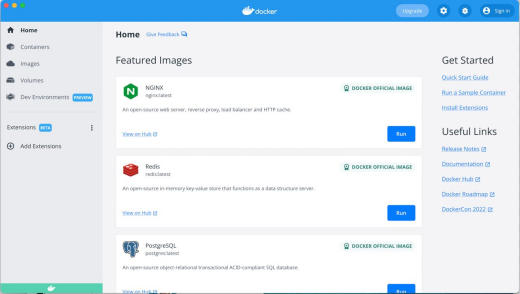 docker
Upgrade
Sign in
Home
Containers
Images
Volumes
Dev Environments PREVIEW
Extensions BETA
Add Extensions
Home Give Feedback
Featured Images
NGINX
nginx:latest
DOCKER OFFICIAL IMAGE
An open-source web server, reverse proxy, load balancer and HTTP cache.
View on Hub
Run
Redis
redis:latest
DOCKER OFFICIAL IMAGE
An open-source in-memory key-value store that functions as a data structure server.
View on Hub
Run
PostgreSQL
postgres:latest
DOCKER OFFICIAL IMAGE
An open-source object-relational transactional ACID-compliant SQL database.
View on Hub
Run
Get Started
Quick Start Guide
Run a Sample Container
Install Extensions
Useful Links
Release Notes
Documentation
Docker Hub
Docker Roadmap
DockerCon 2022